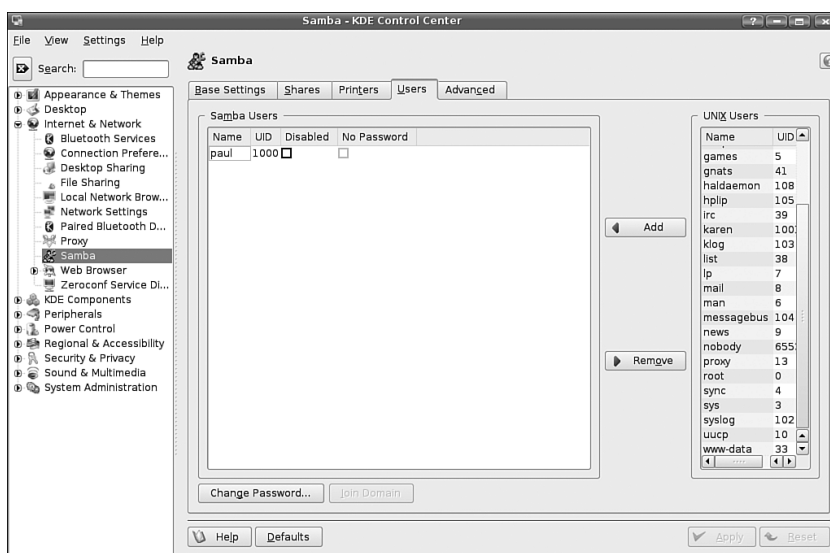 Samba - KDE Control Center
File View Settings Help
Search:
Samba
Appearance & Themes
Desktop
Internet & Network
Bluetooth Services
Connection Prefere...
Desktop Sharing
File Sharing
Local Network Brow...
Network Settings
Paired Bluetooth D...
Proxy
Samba
Web Browser
Zeroconf Service Di...
KDE Components
Peripherals
Power Control
Regional & Accessibility
Security & Privacy
Sound & Multimedia
System Administration
Base Settings Shares Printers Users Advanced
Samba Users
Name UID Disabled No Password
paul 1000
Add
Remove
UNIX Users
Name UID
games 5
gnats 41
haldaemon 108
hplip 105
irc 39
karen
klog 103
list 38
lp 7
mail 8
man 6
messagebus 104
news 9
nobody
proxy 13
root 0
sync 4
sys 3
syslog 102
uucp 10
www-data 33
Change Password... Join Domain
Help Defaults Apply Reset